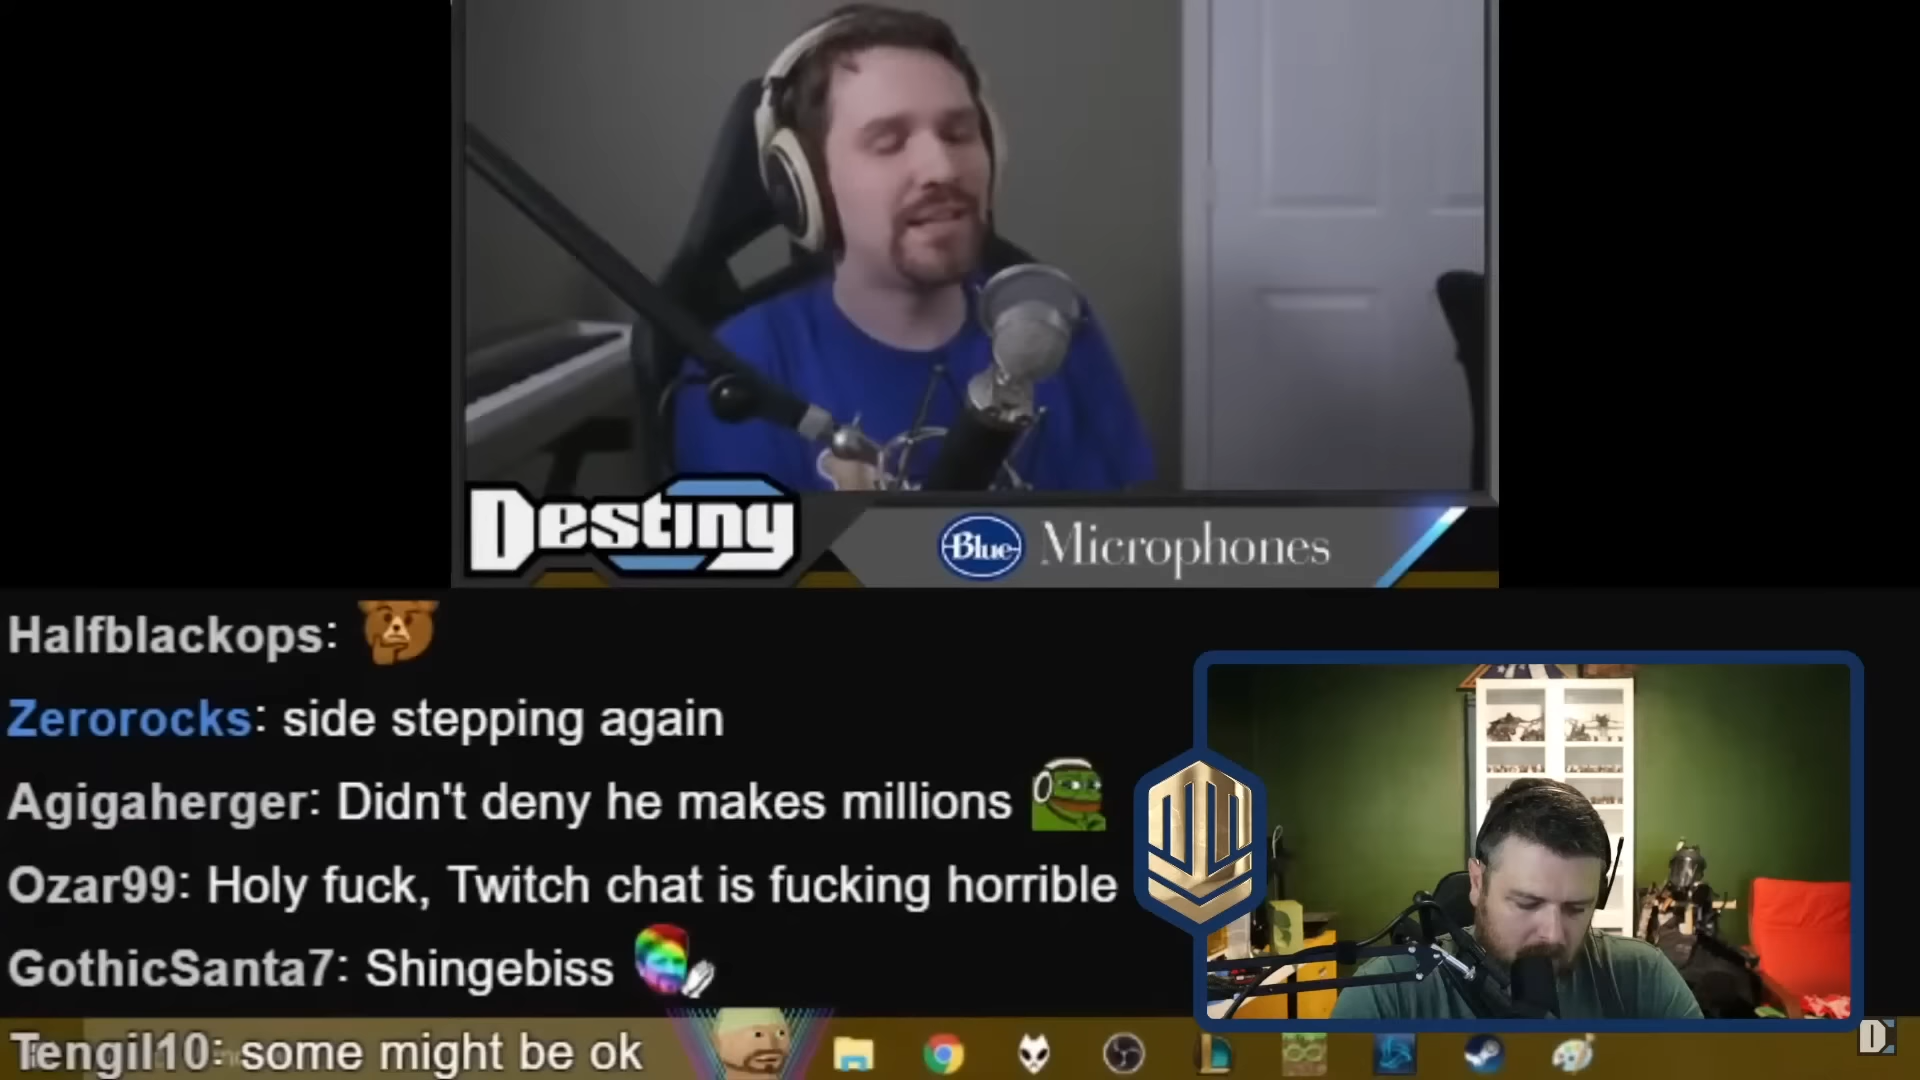 Destiny
Blue Microphones
Halfblackops:
Zerorocks: side stepping again
Agigaherger: Didn't deny he makes millions
Ozar99: Holy fuck, Twitch chat is fucking horrible
GothicSanta7: Shingebiss
Tengil10: some might be ok
D.